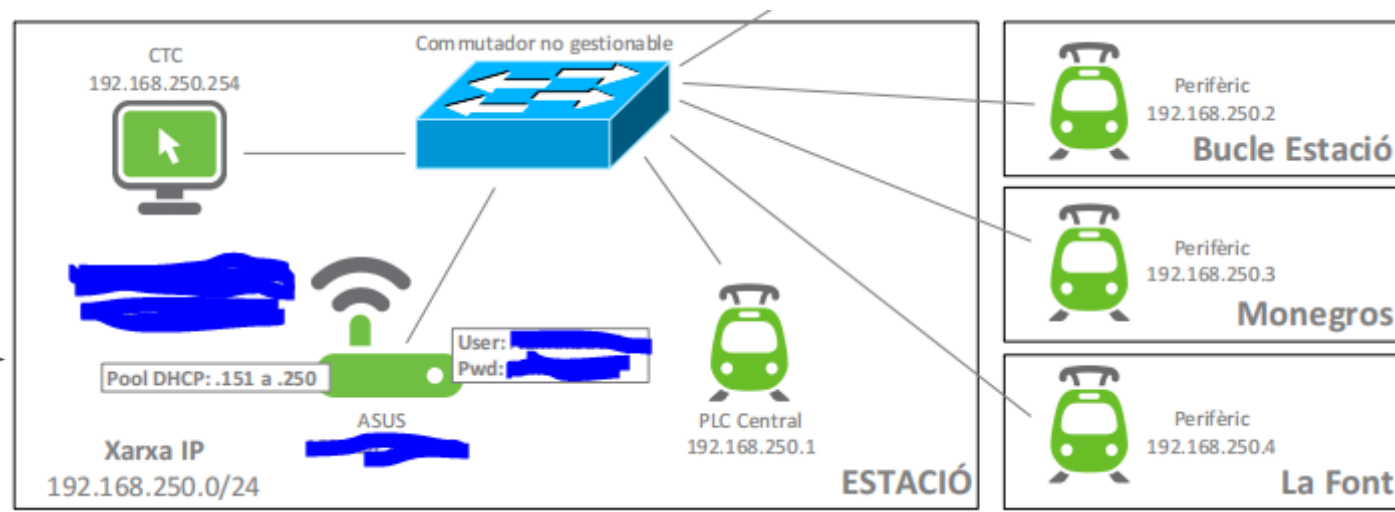 CTC
192.168.250.254
Commutador no gestionable
Perifèric
192.168.250.2
Bucle Estació
Perifèric
192.168.250.3
Monegros
User:
Pwd:
Pool DHCP: .151 a .250
ASUS
PLC Central
192.168.250.1
Xarxa IP
192.168.250.0/24
ESTACIÓ
Perifèric
192.168.250.4
La Font